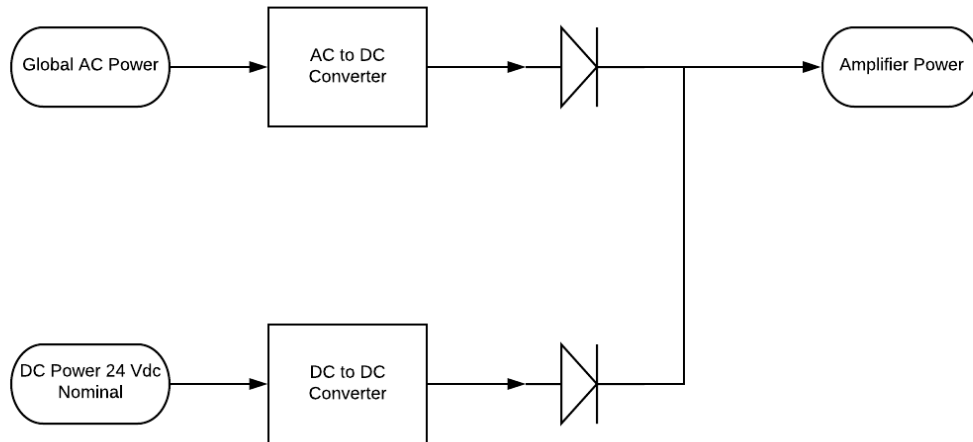 Global AC Power
AC to DC
Converter
Amplifier Power
DC Power 24 Vdc
Nominal
DC to DC
Converter